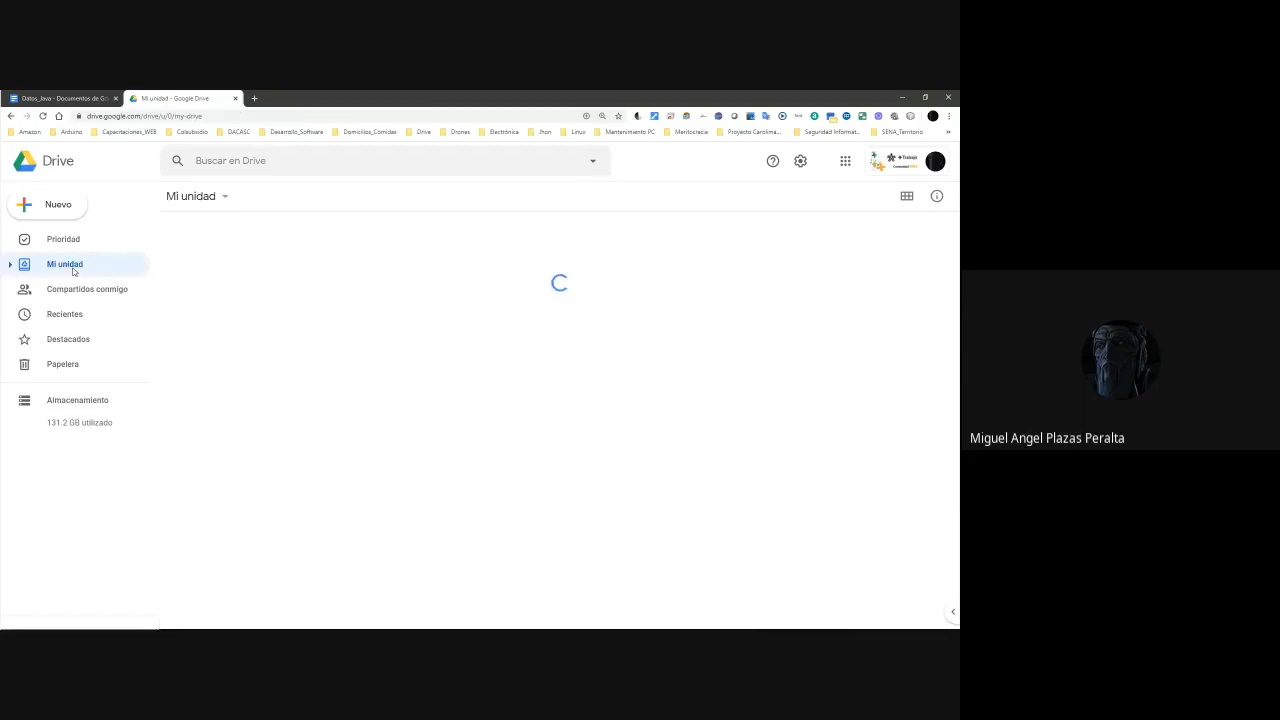 Datos_Java - Documentos de Go
Mi unidad - Google Drive
drive.google.com/drive/u/0/my-drive
Amazon Arduino Capacitaciones_WEB Colsubsidio DACASC Desarrollo_Software Domicilios_Comidas Drive Drones Electrónica Jhon Linux Mantenimiento PC Meritocracia Proyecto Carolima... Seguridad Informát... SENA_Territorio »
Drive
Buscar en Drive
+Trabajo
Mi unidad
Nuevo
Prioridad
Mi unidad
Compartidos conmigo
Recientes
Destacados
Papelera
Almacenamiento
131.2 GB utilizado
Miguel Angel Plazas Peralta